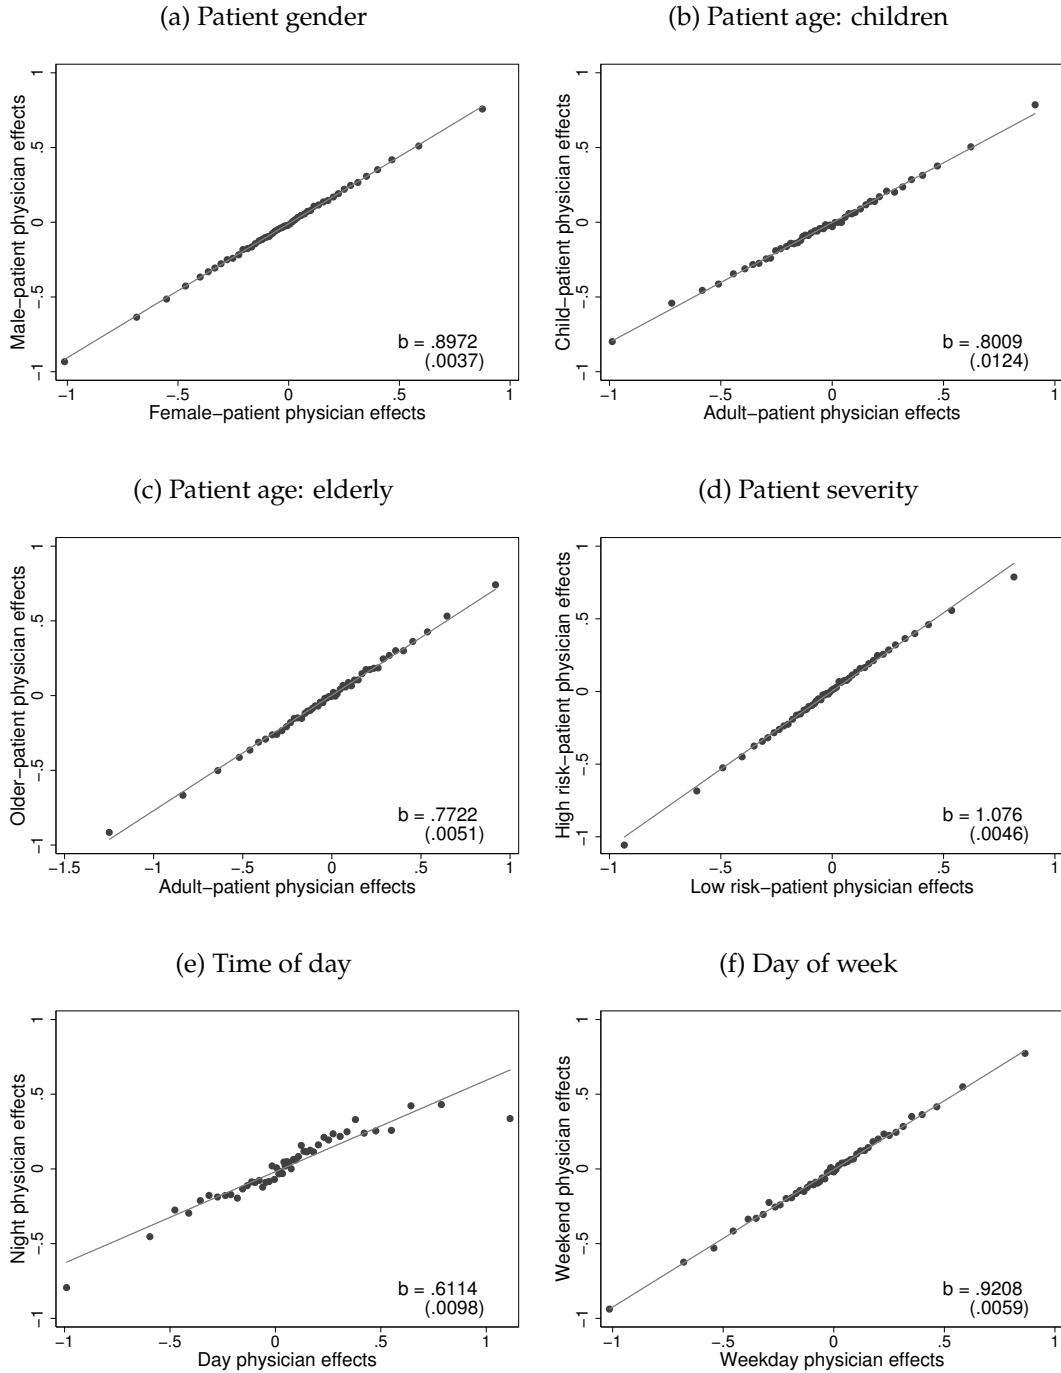 (a) Patient gender
Male−patient physician effects
1
.5
0
−.5
−1
b = .8972
(.0037)
−1 −.5 0 .5 1
Female−patient physician effects
(b) Patient age: children
Child−patient physician effects
1
.5
0
−.5
−1
b = .8009
(.0124)
−1 −.5 0 .5 1
Adult−patient physician effects
(c) Patient age: elderly
Older−patient physician effects
1
.5
0
−.5
−1
b = .7722
(.0051)
−1.5 −1 −.5 0 .5 1
Adult−patient physician effects
(d) Patient severity
High risk−patient physician effects
1
.5
0
−.5
−1
b = 1.076
(.0046)
−1 −.5 0 .5 1
Low risk−patient physician effects
(e) Time of day
Night physician effects
1
.5
0
−.5
−1
b = .6114
(.0098)
−1 −.5 0 .5 1
Day physician effects
(f) Day of week
Weekend physician effects
1
.5
0
−.5
−1
b = .9208
(.0059)
−1 −.5 0 .5 1
Weekday physician effects